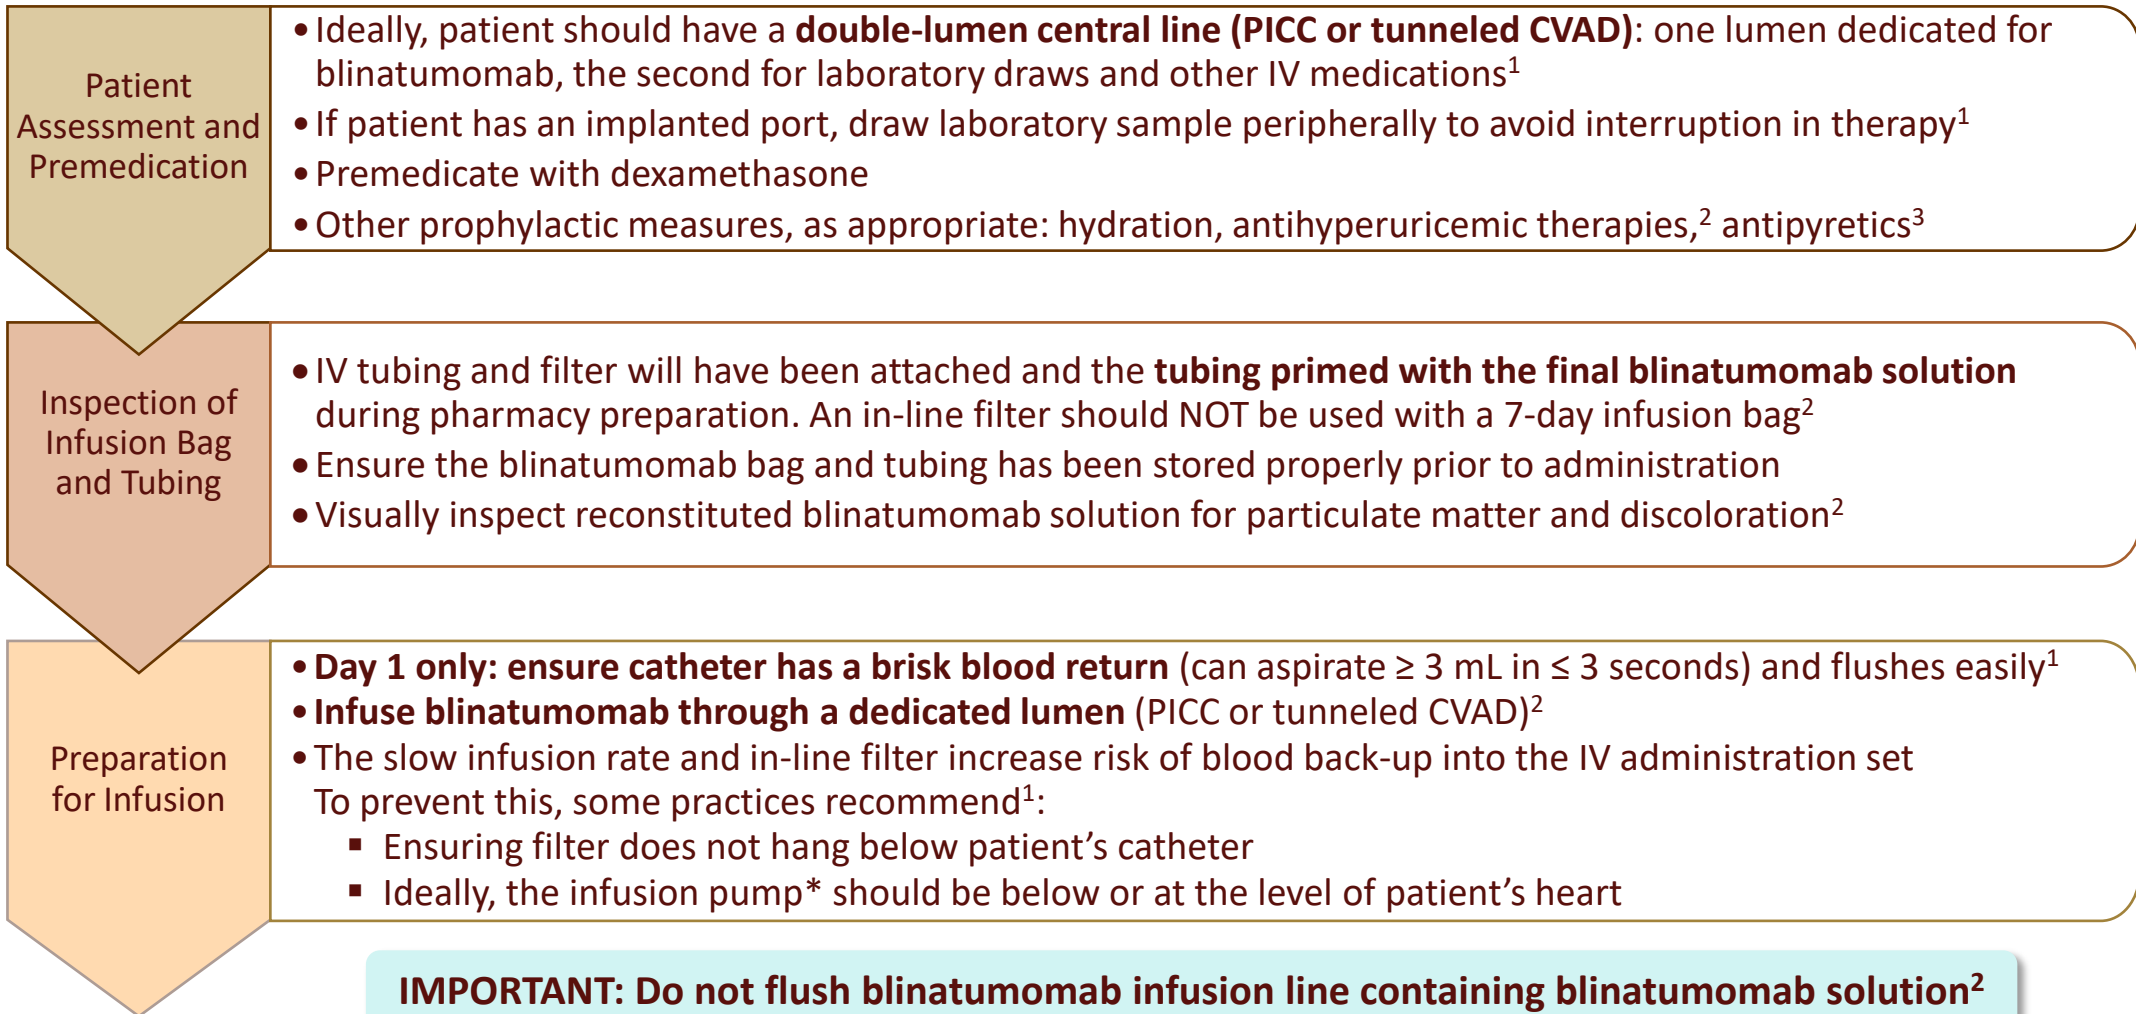 Patient
Assessment and
Premedication
• Ideally, patient should have a double-lumen central line (PICC or tunneled CVAD): one lumen dedicated for
blinatumomab, the second for laboratory draws and other IV medications¹
• If patient has an implanted port, draw laboratory sample peripherally to avoid interruption in therapy¹
• Premedicate with dexamethasone
• Other prophylactic measures, as appropriate: hydration, antihyperuricemic therapies,² antipyretics³
Inspection of
Infusion Bag
and Tubing
• IV tubing and filter will have been attached and the tubing primed with the final blinatumomab solution
during pharmacy preparation. An in-line filter should NOT be used with a 7-day infusion bag²
• Ensure the blinatumomab bag and tubing has been stored properly prior to administration
• Visually inspect reconstituted blinatumomab solution for particulate matter and discoloration²
Preparation
for Infusion
• Day 1 only: ensure catheter has a brisk blood return (can aspirate ≥ 3 mL in ≤ 3 seconds) and flushes easily¹
• Infuse blinatumomab through a dedicated lumen (PICC or tunneled CVAD)²
• The slow infusion rate and in-line filter increase risk of blood back-up into the IV administration set
To prevent this, some practices recommend¹:
▪ Ensuring filter does not hang below patient’s catheter
▪ Ideally, the infusion pump* should be below or at the level of patient’s heart
IMPORTANT: Do not flush blinatumomab infusion line containing blinatumomab solution²